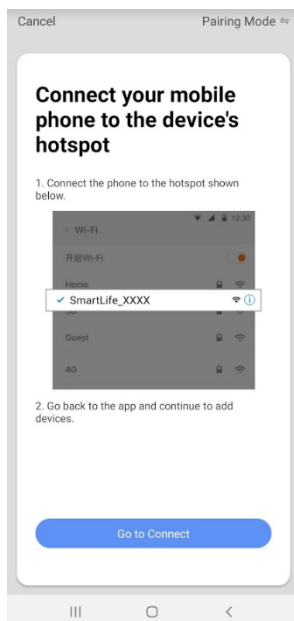 Cancel
Pairing Mode
Connect your mobile
phone to the device's
hotspot
1. Connect the phone to the hotspot shown
below.
12:30
Wi-Fi
开启Wi-Fi
Home
SmartLife_XXXX
5G
Guest
4G
2. Go back to the app and continue to add
devices.
Go to Connect